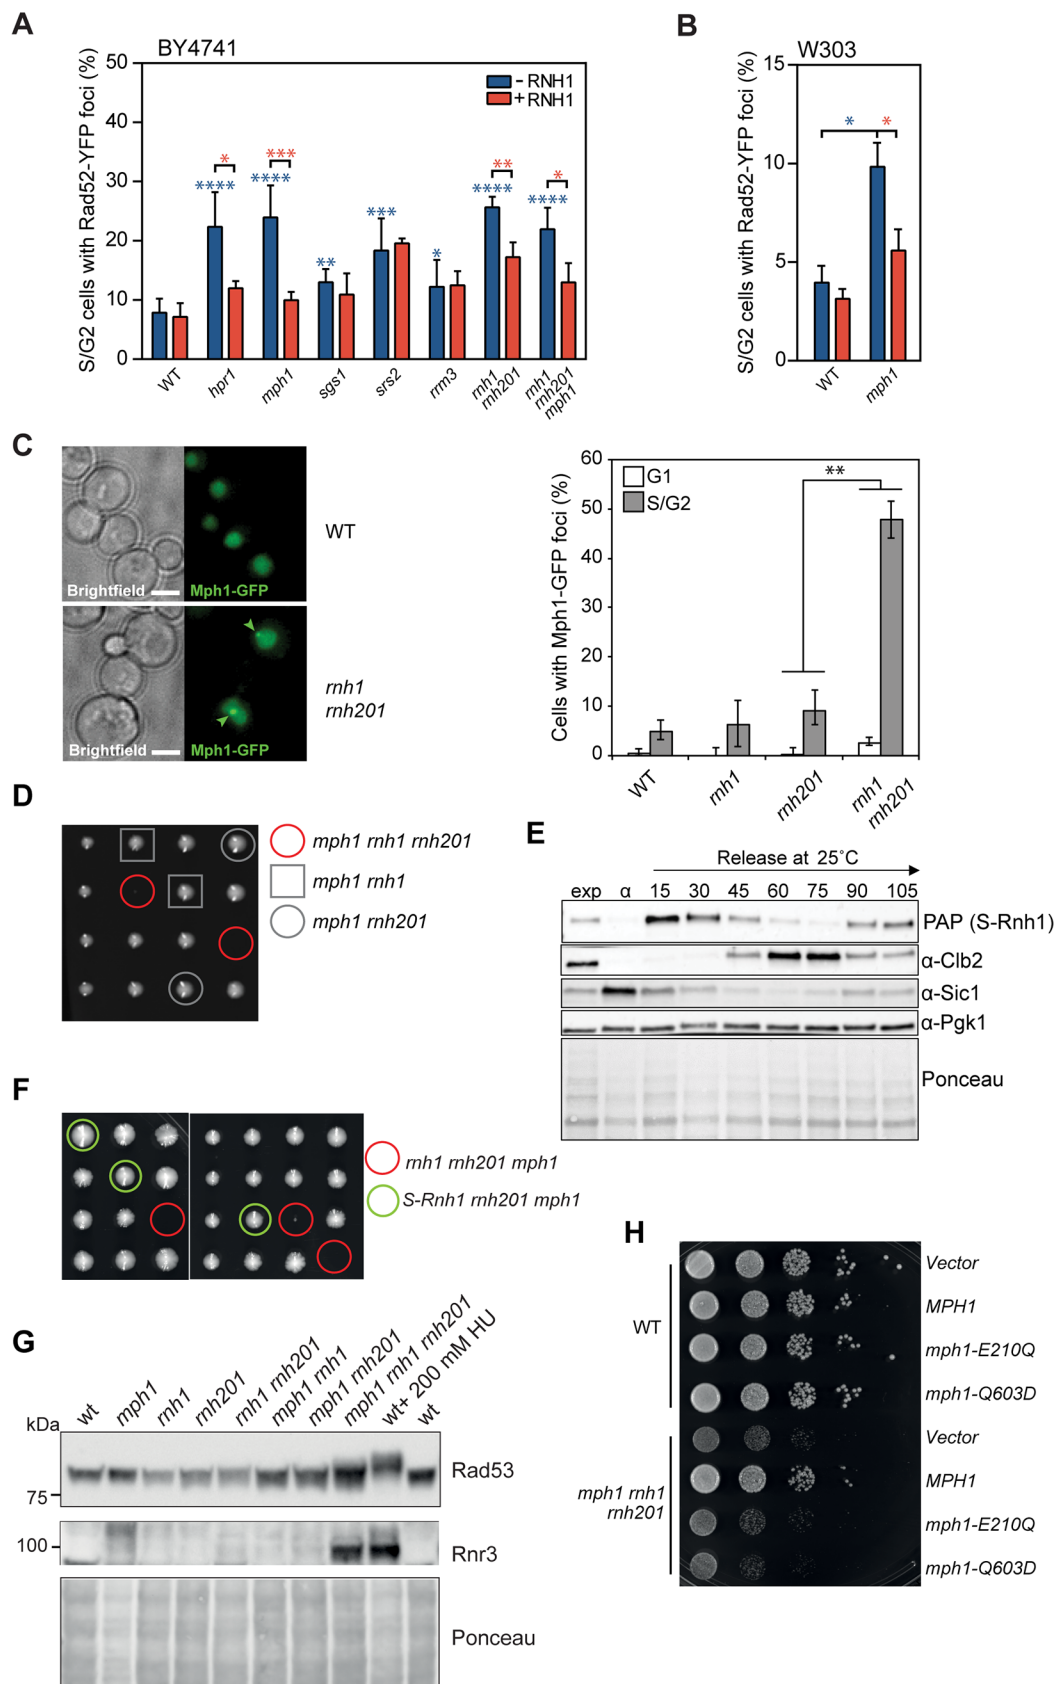 A
BY4741
S/G2 cells with Rad52-YFP foci (%)
50
40
30
20
10
0
- RNH1
+ RNH1
*
***
**
*
****
****
**
***
*
****
****
WT
hpr1
mph1
sgs1
srs2
rrm3
rnh1
rnh201
rnh1
rnh201
mph1
B
W303
S/G2 cells with Rad52-YFP foci (%)
15
10
5
0
*
*
WT
mph1
C
Brightfield
Mph1-GFP
WT
Brightfield
Mph1-GFP
rnh1
rnh201
Cells with Mph1-GFP foci (%)
60
50
40
30
20
10
0
G1
S/G2
**
WT
rnh1
rnh201
rnh1
rnh201
D
mph1 rnh1 rnh201
mph1 rnh1
mph1 rnh201
E
Release at 25˚C
exp α 15 30 45 60 75 90 105
PAP (S-Rnh1)
α-Clb2
α-Sic1
α-Pgk1
Ponceau
F
rnh1 rnh201 mph1
S-Rnh1 rnh201 mph1
G
wt
mph1
rnh1
rnh201
rnh1 rnh201
mph1 rnh1
mph1 rnh201
mph1 rnh1 rnh201
wt+ 200 mM HU
wt
kDa
75
Rad53
100
Rnr3
Ponceau
H
WT
Vector
MPH1
mph1-E210Q
mph1-Q603D
mph1 rnh1
rnh201
Vector
MPH1
mph1-E210Q
mph1-Q603D